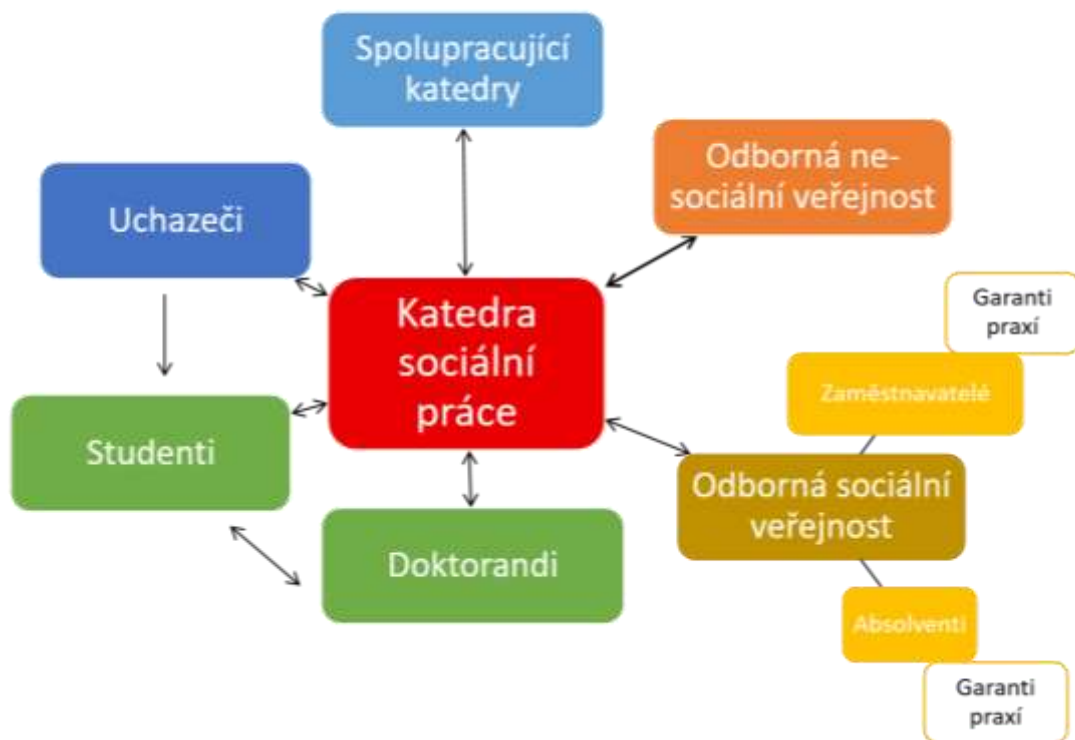 Spolupracující
katedry
Odborná ne-
sociální veřejnost
Uchazeči
Katedra
sociální
práce
Garanti
praxí
Zaměstnavatelé
Studenti
Odborná sociální
veřejnost
Doktorandi
Absolventi
Garanti
praxí